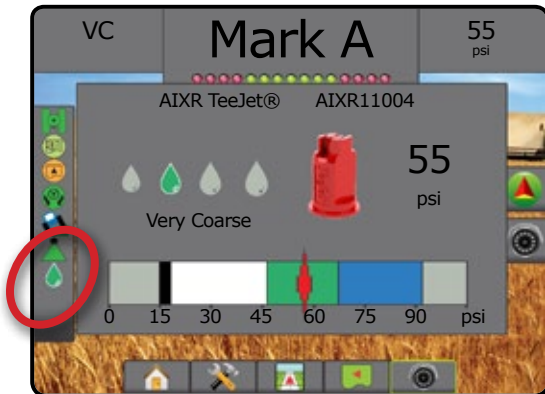 VC Mark A 55
psi
AIXR TeeJet® AIXR11004
55
psi
Very Coarse
0 15 30 45 60 75 90 psi